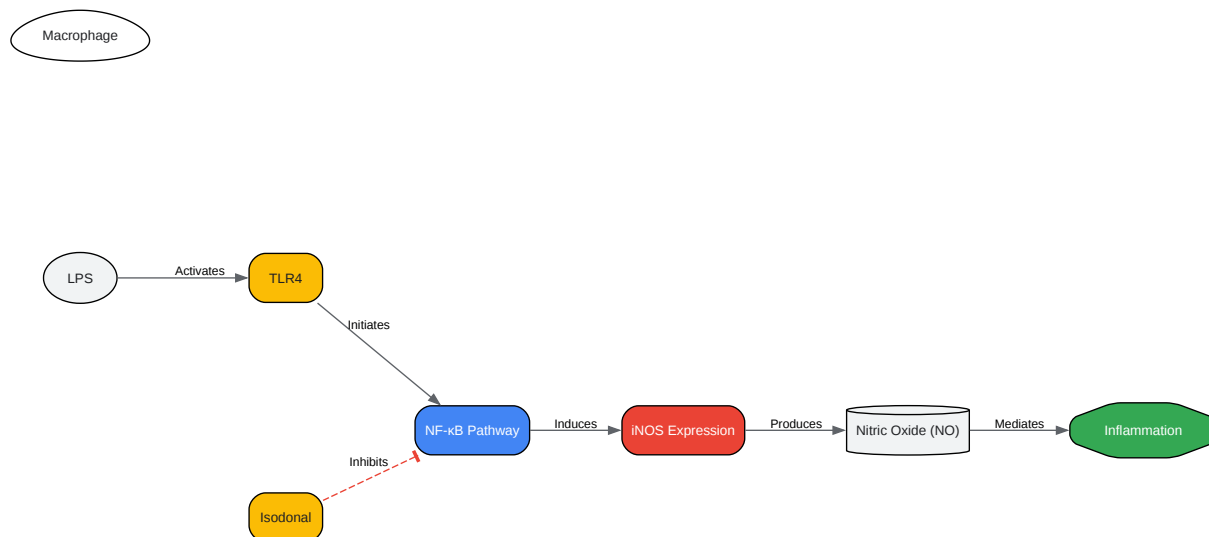 Macrophage
LPS
Activates
TLR4
Initiates
NF-κB Pathway
Induces
iNOS Expression
Produces
Nitric Oxide (NO)
Mediates
Inflammation
Inhibits
Isodonal